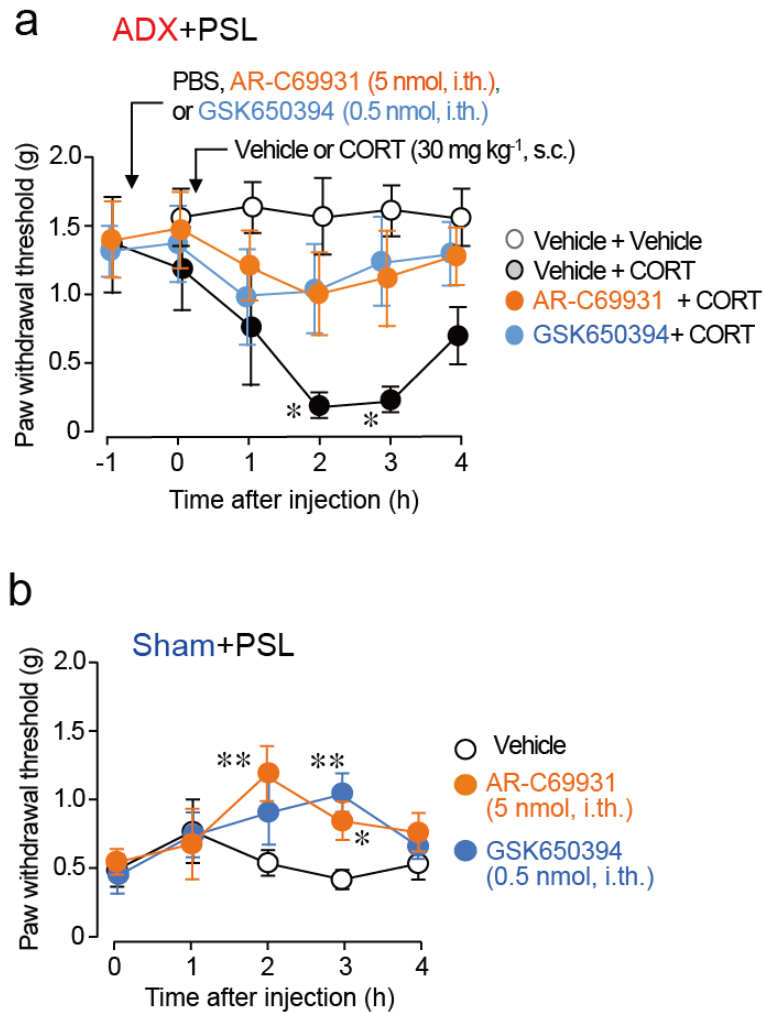 a
ADX+PSL
PBS, AR-C69931 (5 nmol, i.th.),
or GSK650394 (0.5 nmol, i.th.)
Vehicle or CORT (30 mg kg-1, s.c.)
Paw withdrawal threshold (g)
2.0
1.5
1.0
0.5
0
* *
-1 0 1 2 3 4
Time after injection (h)
Vehicle + Vehicle
Vehicle + CORT
AR-C69931 + CORT
GSK650394+ CORT
b
Sham+PSL
Paw withdrawal threshold (g)
2.0
1.5
1.0
0.5
0
** **
*
0 1 2 3 4
Time after injection (h)
Vehicle
AR-C69931
(5 nmol, i.th.)
GSK650394
(0.5 nmol, i.th.)